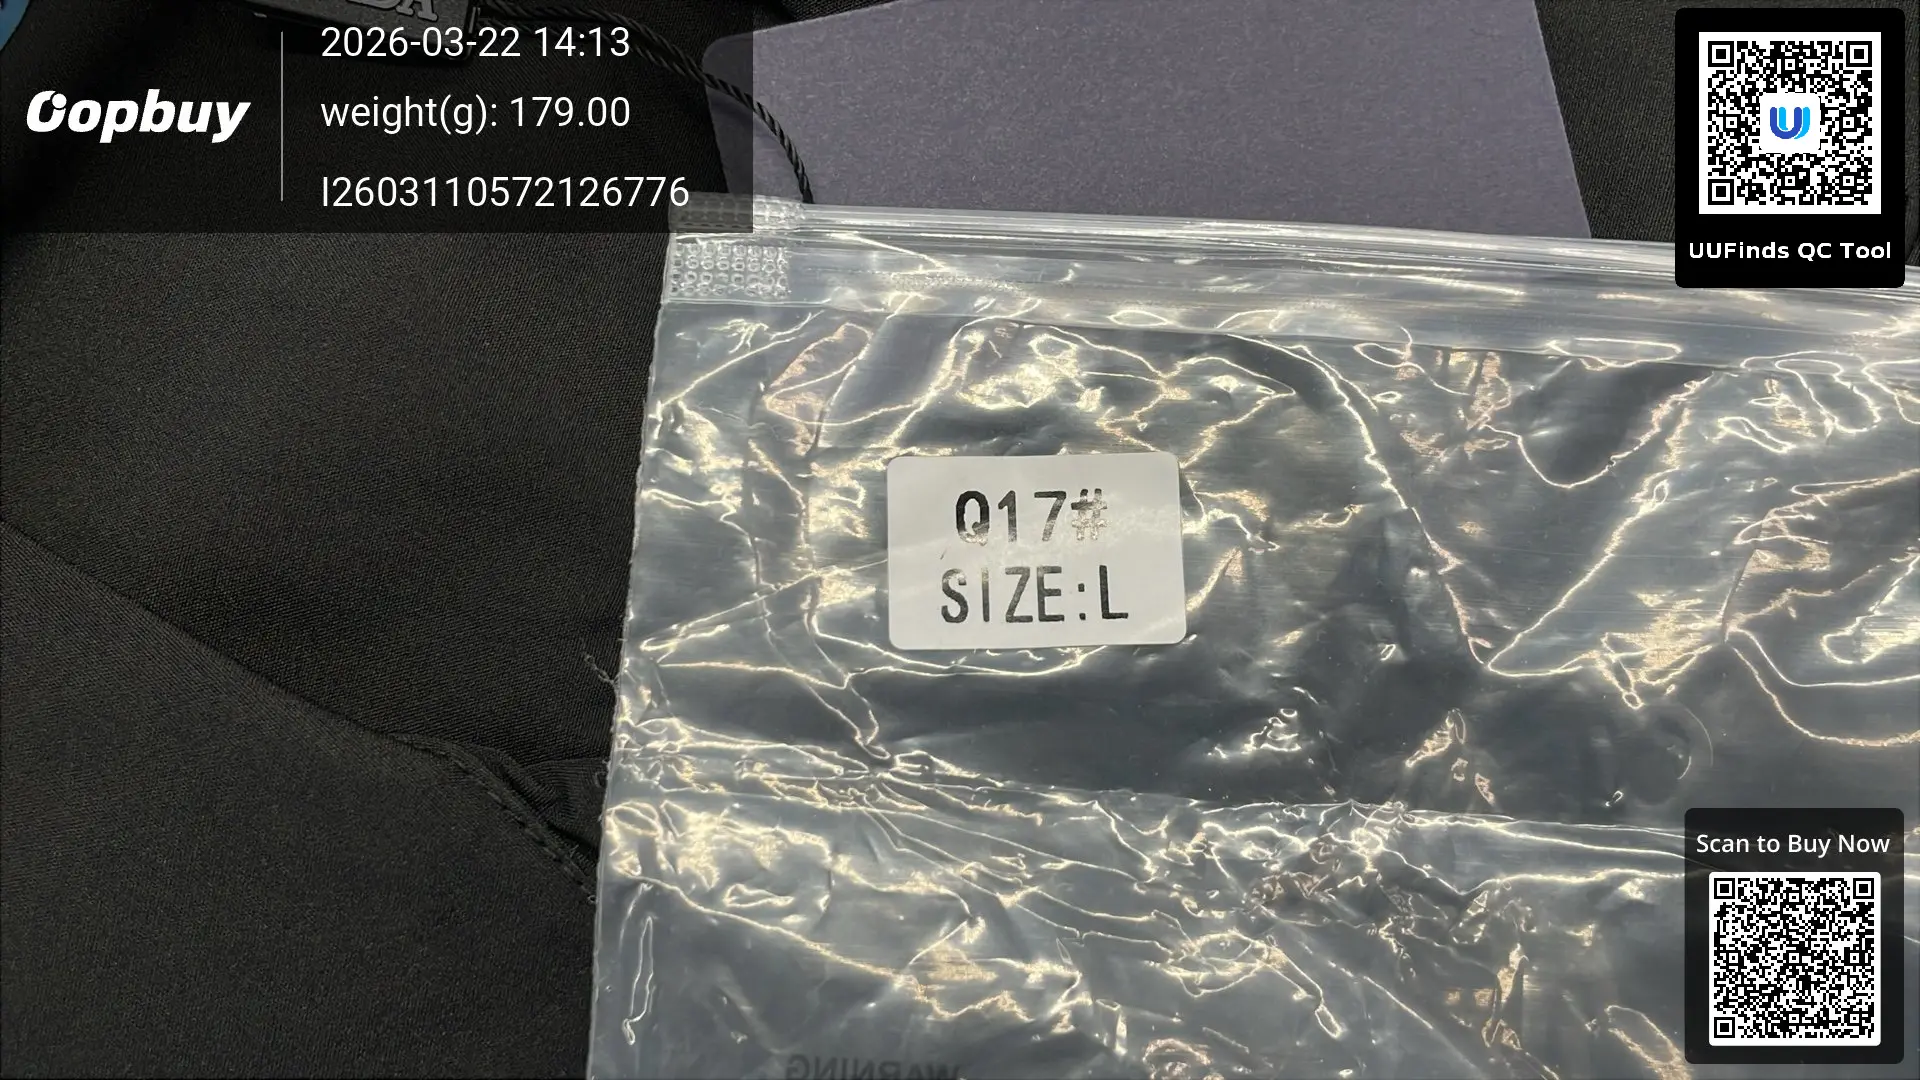 Oopbuy
2026-03-22 14:13
weight(g): 179.00
I2603110572126776
UUFinds QC Tool
Q17#
SIZE:L
Scan to Buy Now
WARNING